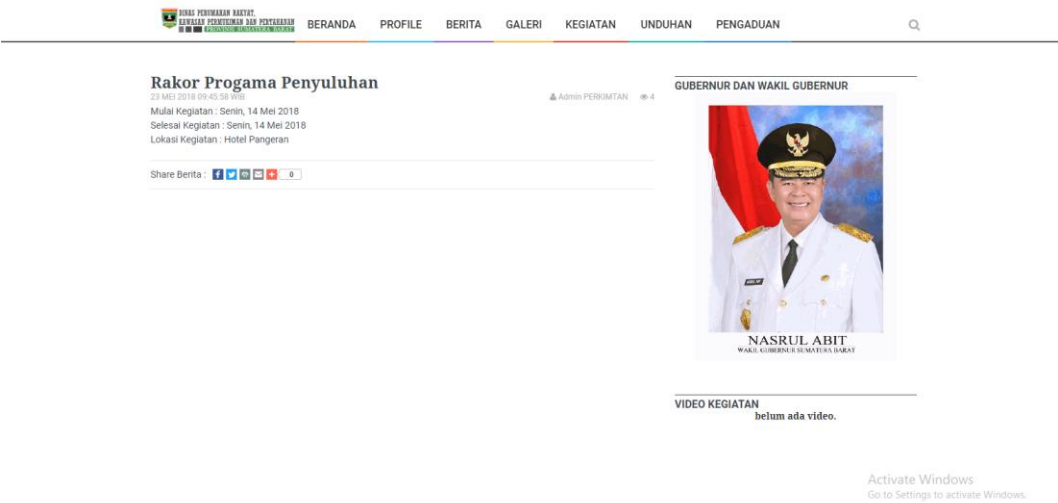 DINAS PERUMAHAN RAKYAT,
KAWASAN PERMUKIMAN DAN PERTANAHAN
PROVINSI SUMATERA BARAT
BERANDA PROFILE BERITA GALERI KEGIATAN UNDUHAN PENGADUAN
Rakor Progama Penyuluhan
23 MEI 2018 09:45:58 WIB
Admin PERKIMTAN 4
Mulai Kegiatan : Senin, 14 Mei 2018
Selesai Kegiatan : Senin, 14 Mei 2018
Lokasi Kegiatan : Hotel Pangeran
Share Berita : 0
GUBERNUR DAN WAKIL GUBERNUR
NASRUL ABIT
WAKIL GUBERNUR SUMATERA BARAT
VIDEO KEGIATAN
belum ada video.
Activate Windows
Go to Settings to activate Windows.